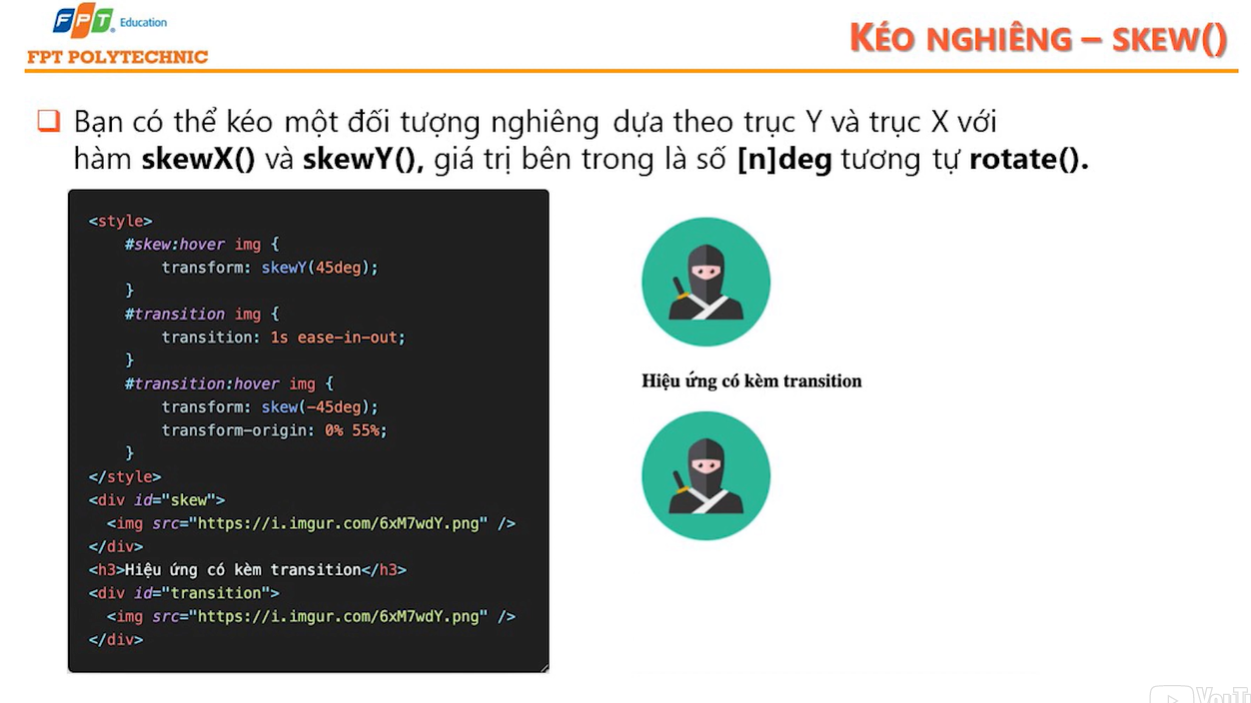 FPT Education
FPT POLYTECHNIC
KÉO NGHIÊNG – SKEW()
Bạn có thể kéo một đối tượng nghiêng dựa theo trục Y và trục X với
hàm skewX() và skewY(), giá trị bên trong là số [n]deg tương tự rotate().
<style>
#skew:hover img {
transform: skewY(45deg);
}
#transition img {
transition: 1s ease-in-out;
}
#transition:hover img {
transform: skew(-45deg);
transform-origin: 0% 55%;
}
</style>
<div id="skew">
<img src="https://i.imgur.com/6xM7wdY.png" />
</div>
<h3>Hiệu ứng có kèm transition</h3>
<div id="transition">
<img src="https://i.imgur.com/6xM7wdY.png" />
</div>
Hiệu ứng có kèm transition